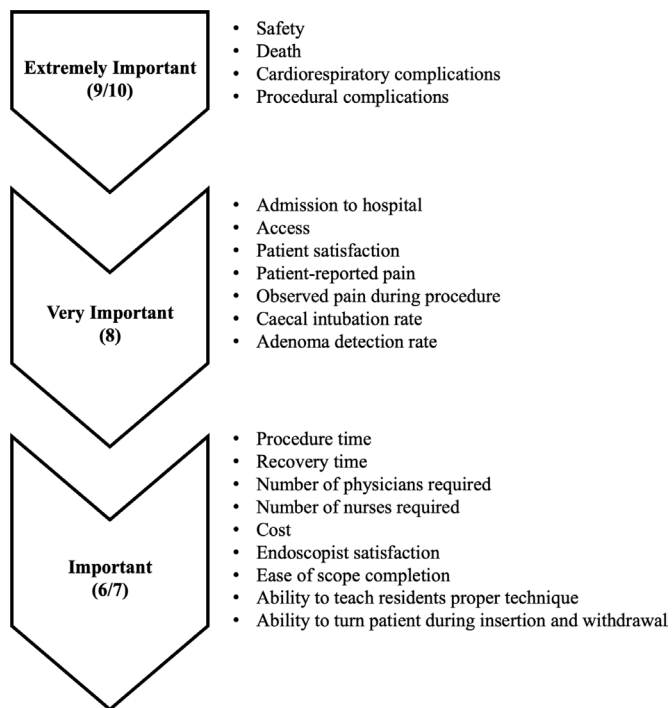 Extremely Important
(9/10)
• Safety
• Death
• Cardiorespiratory complications
• Procedural complications
Very Important
(8)
• Admission to hospital
• Access
• Patient satisfaction
• Patient-reported pain
• Observed pain during procedure
• Caecal intubation rate
• Adenoma detection rate
Important
(6/7)
• Procedure time
• Recovery time
• Number of physicians required
• Number of nurses required
• Cost
• Endoscopist satisfaction
• Ease of scope completion
• Ability to teach residents proper technique
• Ability to turn patient during insertion and withdrawal